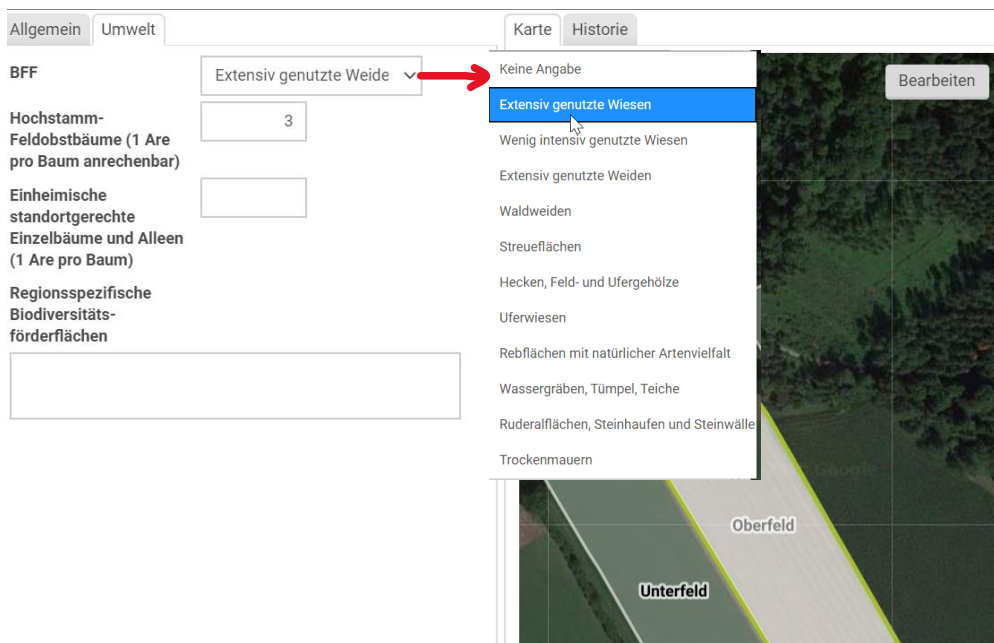 Allgemein
Umwelt
BFF
Extensiv genutzte Weide
Hochstamm-
Feldobstbäume (1 Are
pro Baum anrechenbar)
3
Einheimische
standortgerechte
Einzelbäume und Alleen
(1 Are pro Baum)
Regionsspezifische
Biodiversitäts-
förderflächen
Karte
Historie
Keine Angabe
Extensiv genutzte Wiesen
Wenig intensiv genutzte Wiesen
Extensiv genutzte Weiden
Waldweiden
Streueflächen
Hecken, Feld- und Ufergehölze
Uferwiesen
Rebflächen mit natürlicher Artenvielfalt
Wassergräben, Tümpel, Teiche
Ruderalflächen, Steinhaufen und Steinwälle
Trockenmauern
Bearbeiten
Google
Oberfeld
Unterfeld